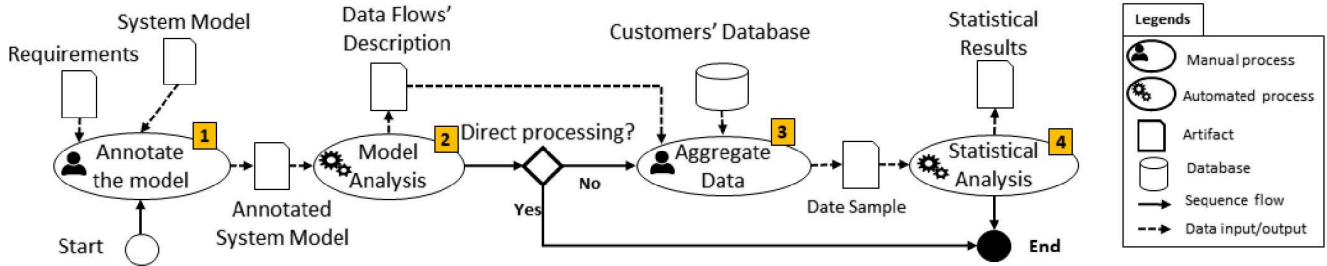 System Model
Requirements
Data Flows'
Description
Customers' Database
Statistical
Results
1
Annotate
the model
2
Model
Analysis
Direct processing?
No
Yes
3
Aggregate
Data
4
Statistical
Analysis
Annotated
System Model
Date Sample
Start
End
Legends
Manual process
Automated process
Artifact
Database
Sequence flow
Data input/output